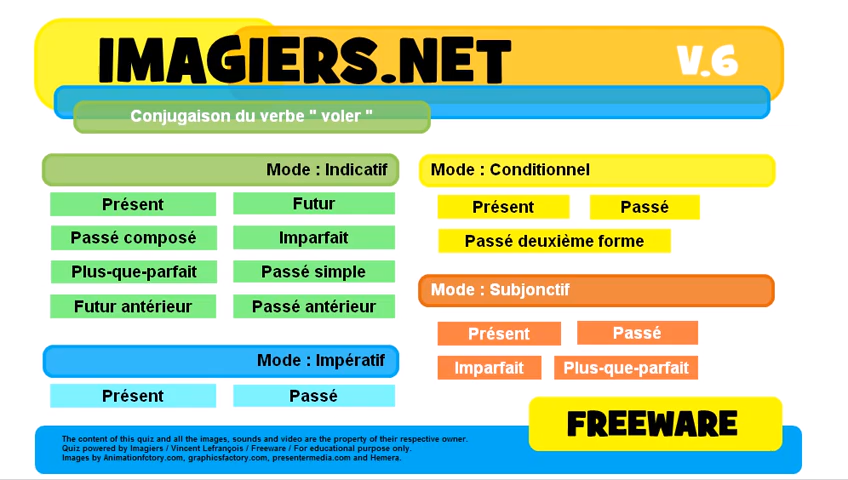 IMAGIERS.NET
V.6
Conjugaison du verbe " voler "
Mode : Indicatif
Présent
Futur
Passé composé
Imparfait
Plus-que-parfait
Passé simple
Futur antérieur
Passé antérieur
Mode : Impératif
Présent
Passé
Mode : Conditionnel
Présent
Passé
Passé deuxième forme
Mode : Subjonctif
Présent
Passé
Imparfait
Plus-que-parfait
FREEWARE
The content of this quiz and all the images, sounds and video are the property of their respective owner.
Quiz powered by Imagiers / Vincent Lefrançois / Freeware / For educational purpose only.
Images by Animationfctory.com, graphicsfactory.com, presentermedia.com and Hemera.